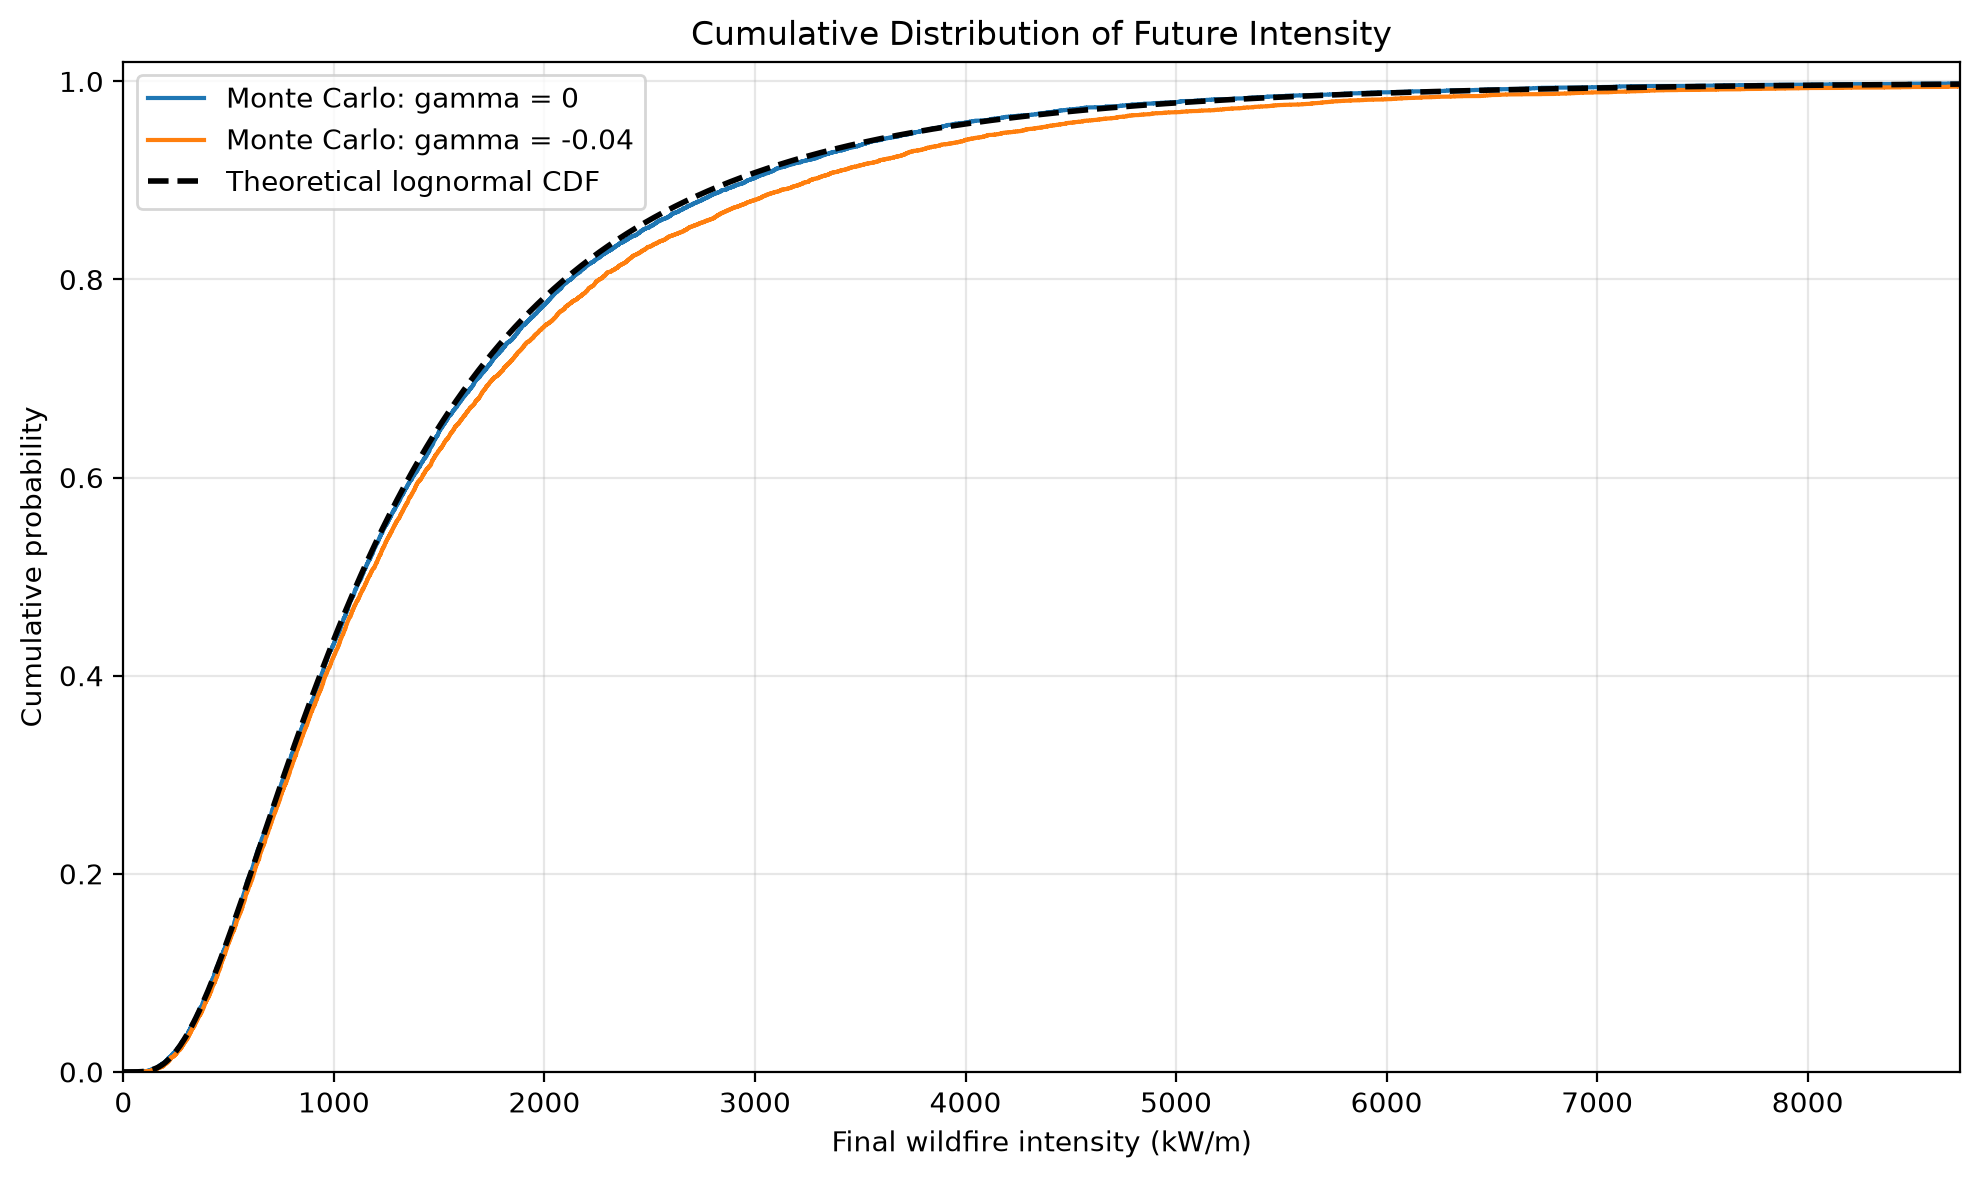 Cumulative Distribution of Future Intensity
Monte Carlo: gamma = 0
Monte Carlo: gamma = -0.04
Theoretical lognormal CDF
Cumulative probability
1.0
0.8
0.6
0.4
0.2
0.0
0 1000 2000 3000 4000 5000 6000 7000 8000
Final wildfire intensity (kW/m)